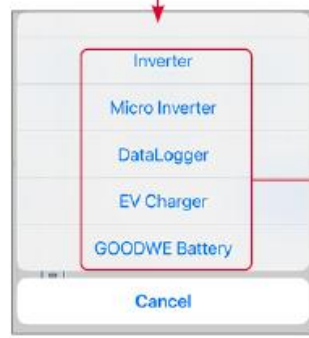 Inverter
Micro Inverter
DataLogger
EV Charger
GOODWE Battery
Cancel